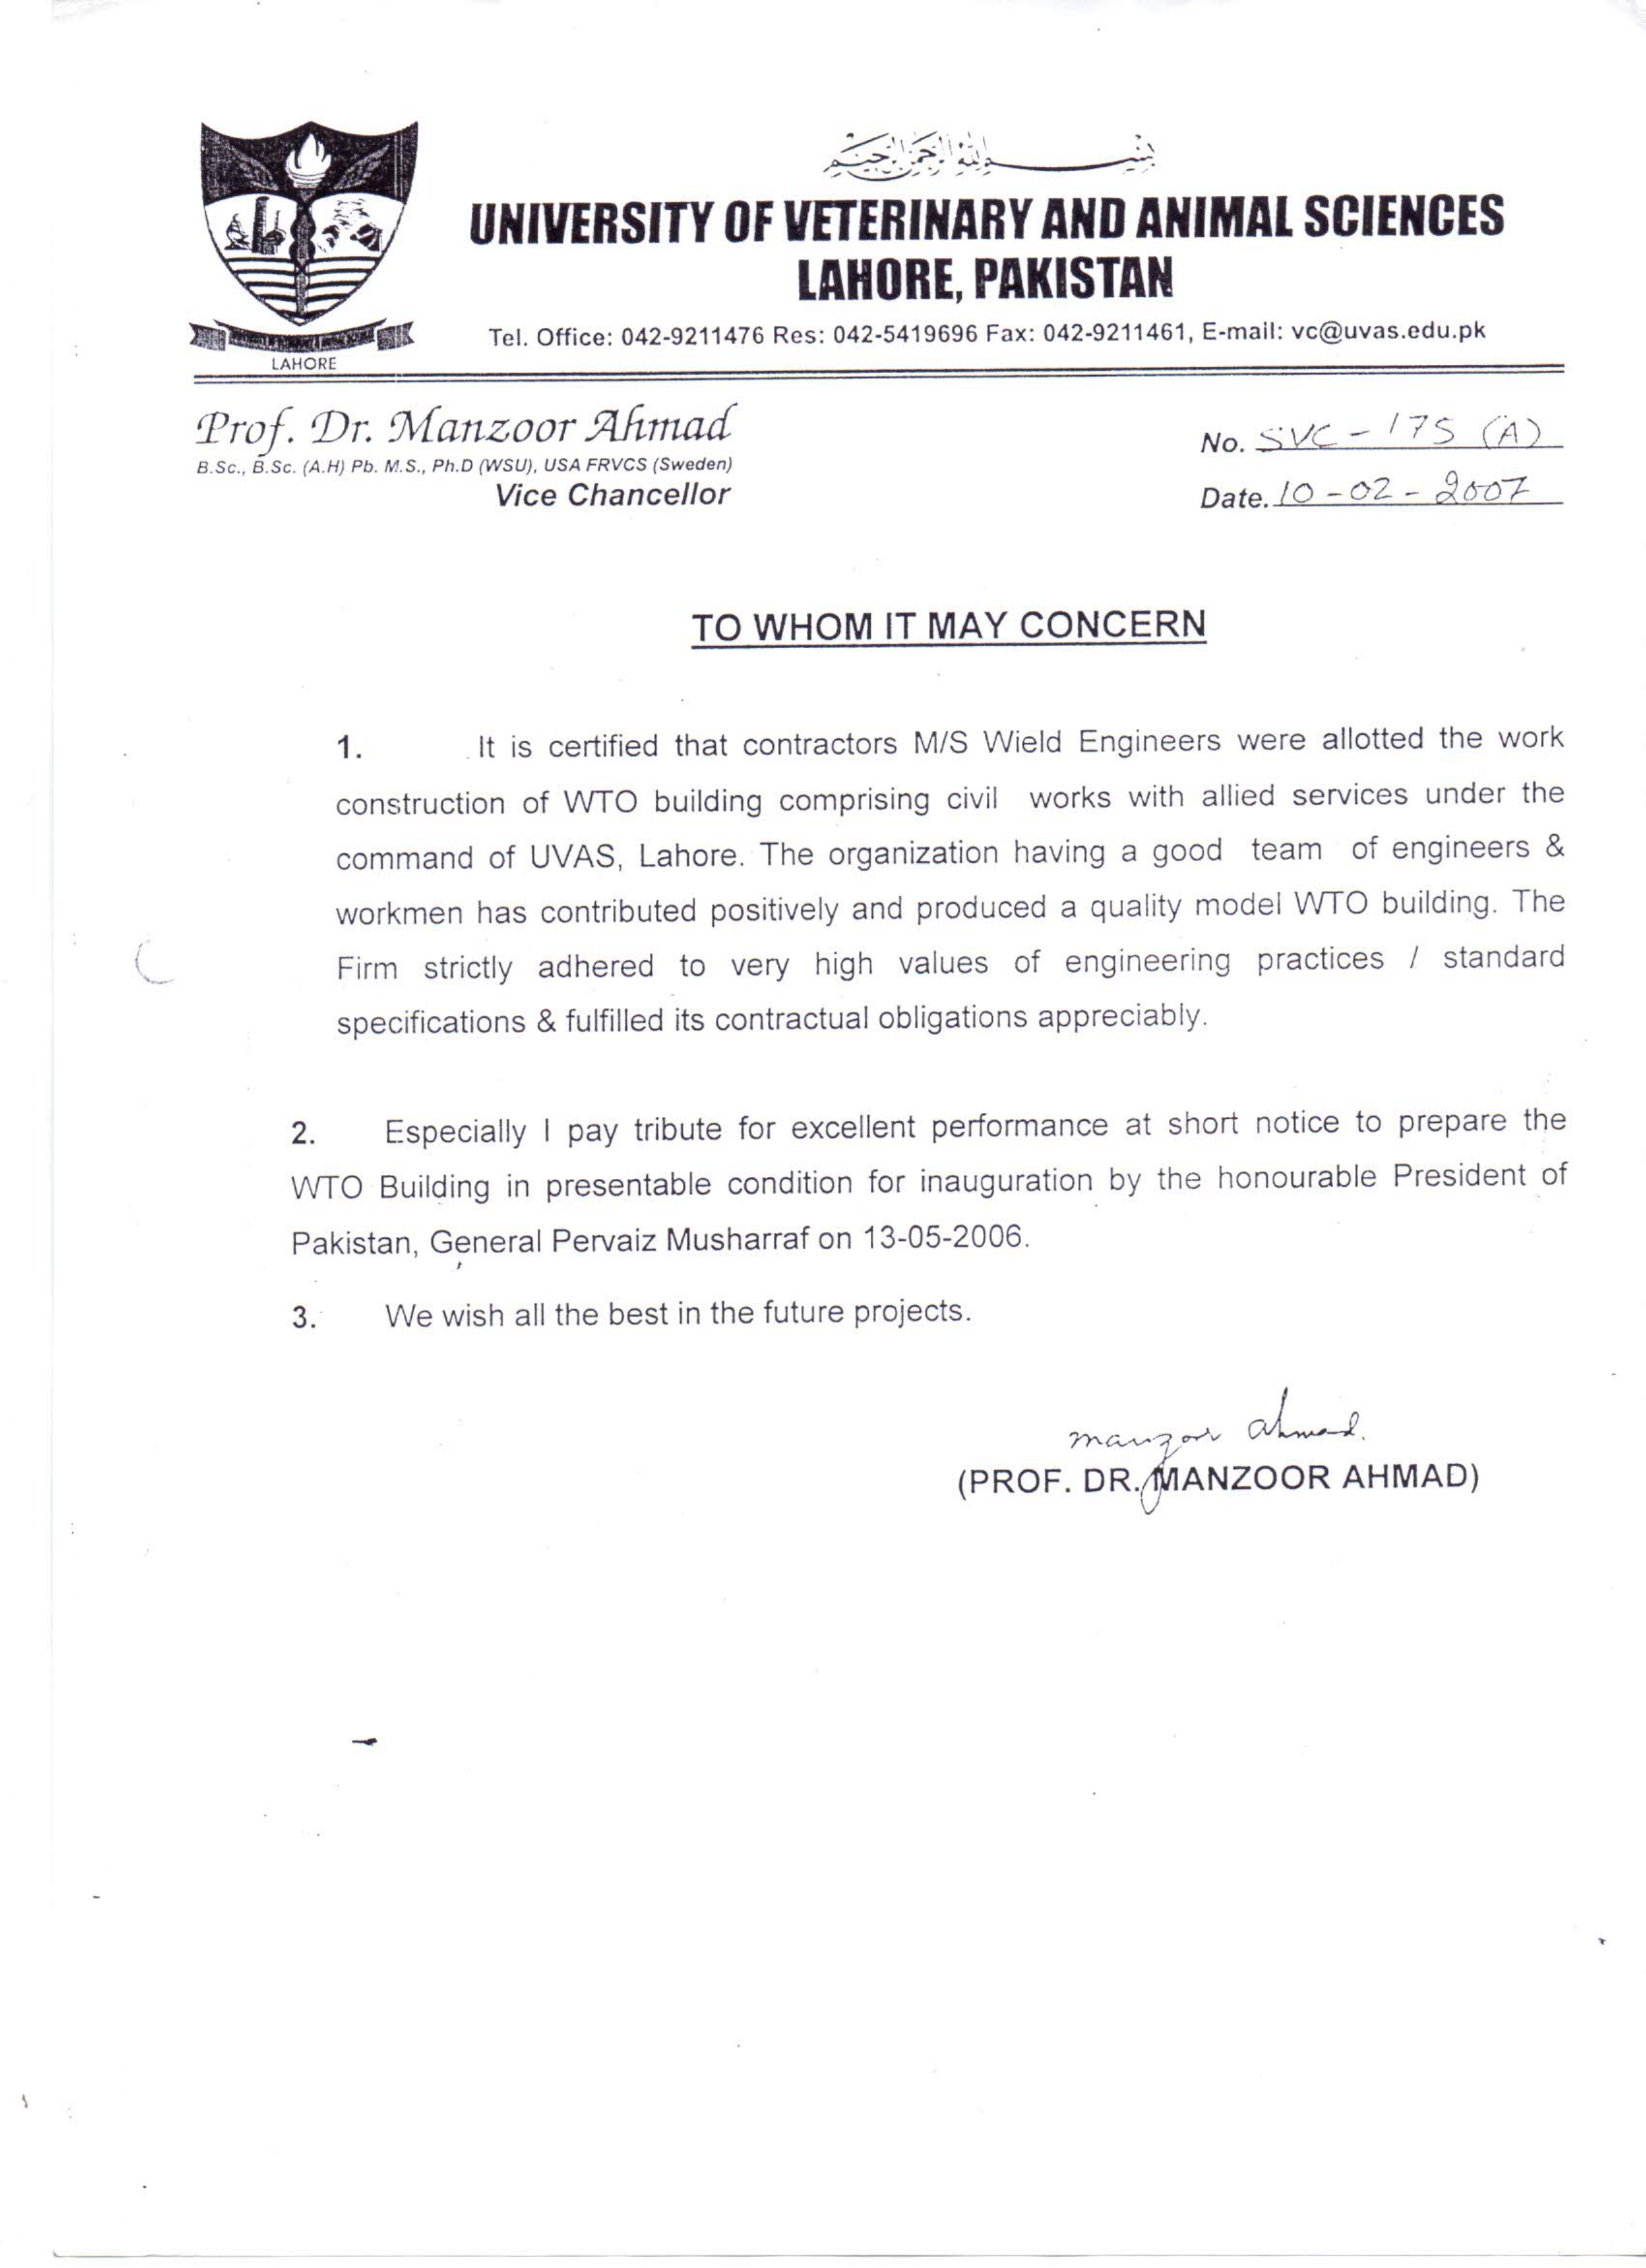 بسم الله الرحمن الرحيم
UNIVERSITY OF VETERINARY AND ANIMAL SCIENCES
LAHORE, PAKISTAN
Tel. Office: 042-9211476 Res: 042-5419696 Fax: 042-9211461, E-mail: vc@uvas.edu.pk
LAHORE
Prof. Dr. Manzoor Ahmad
B.Sc., B.Sc. (A.H) Pb. M.S., Ph.D (WSU), USA FRVCS (Sweden)
Vice Chancellor
No. SVC - 175 (A)
Date. 10 - 02 - 2007
TO WHOM IT MAY CONCERN
1. It is certified that contractors M/S Wield Engineers were allotted the work
construction of WTO building comprising civil works with allied services under the
command of UVAS, Lahore. The organization having a good team of engineers &
workmen has contributed positively and produced a quality model WTO building. The
Firm strictly adhered to very high values of engineering practices / standard
specifications & fulfilled its contractual obligations appreciably.
2. Especially I pay tribute for excellent performance at short notice to prepare the
WTO Building in presentable condition for inauguration by the honourable President of
Pakistan, General Pervaiz Musharraf on 13-05-2006.
3. We wish all the best in the future projects.
manzoor ahmad.
(PROF. DR. MANZOOR AHMAD)